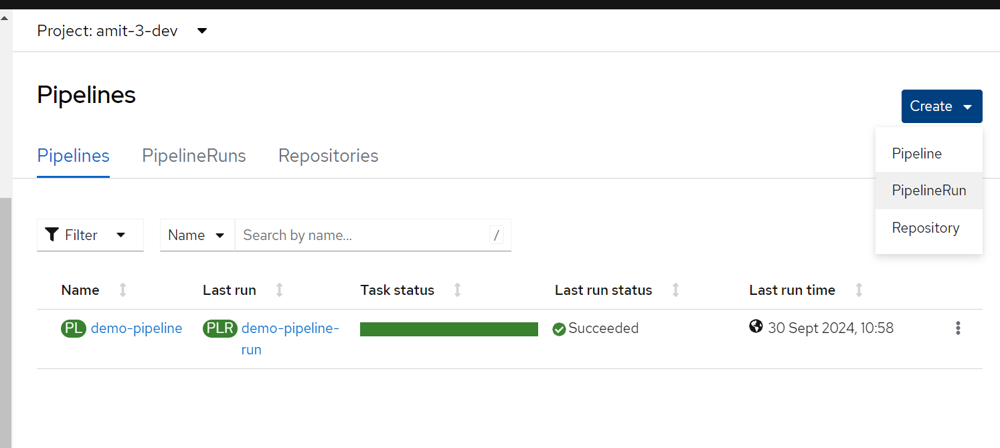 Project: amit-3-dev
Pipelines
Create
Pipeline
PipelineRun
Repository
Pipelines PipelineRuns Repositories
Filter Name Search by name... /
Name Last run Task status Last run status Last run time
PL demo-pipeline PLR demo-pipeline- Succeeded 30 Sept 2024, 10:58
run